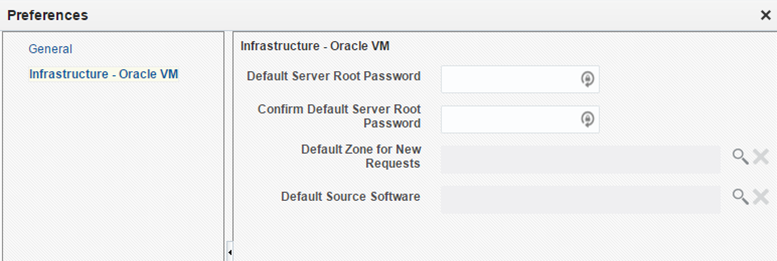 Preferences
General
Infrastructure - Oracle VM
Infrastructure - Oracle VM
Default Server Root Password
Confirm Default Server Root
Password
Default Zone for New
Requests
Default Source Software